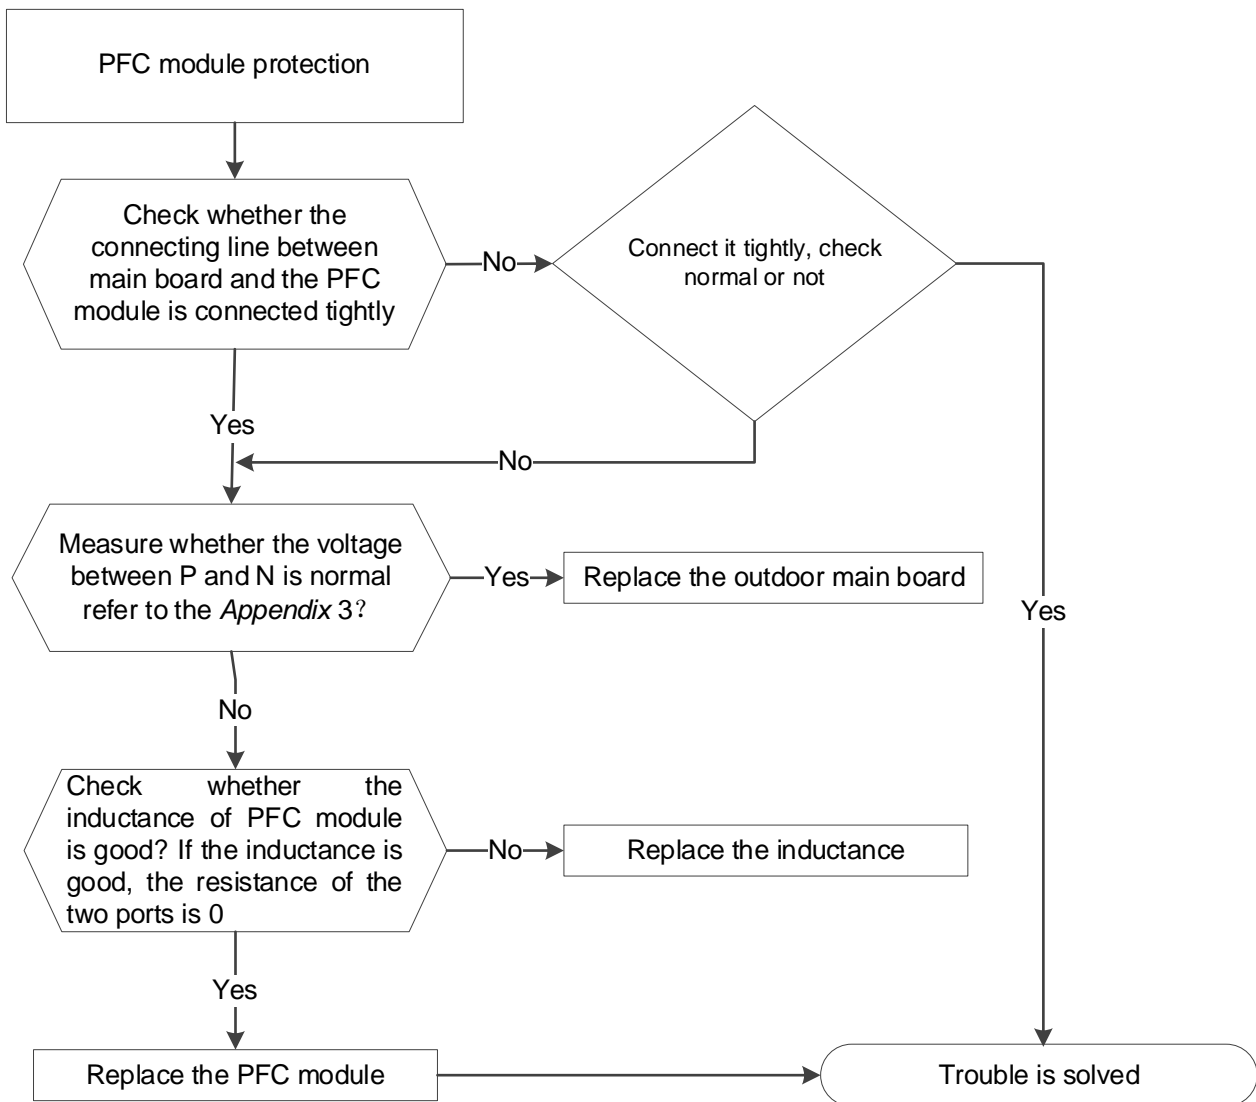 PFC module protection
Check whether the
connecting line between
main board and the PFC
module is connected tightly
No
Connect it tightly, check
normal or not
Yes
No
Measure whether the voltage
between P and N is normal
refer to the Appendix 3？
Yes
Replace the outdoor main board
Yes
No
Check whether the
inductance of PFC module
is good? If the inductance is
good, the resistance of the
two ports is 0
No
Replace the inductance
Yes
Replace the PFC module
Trouble is solved